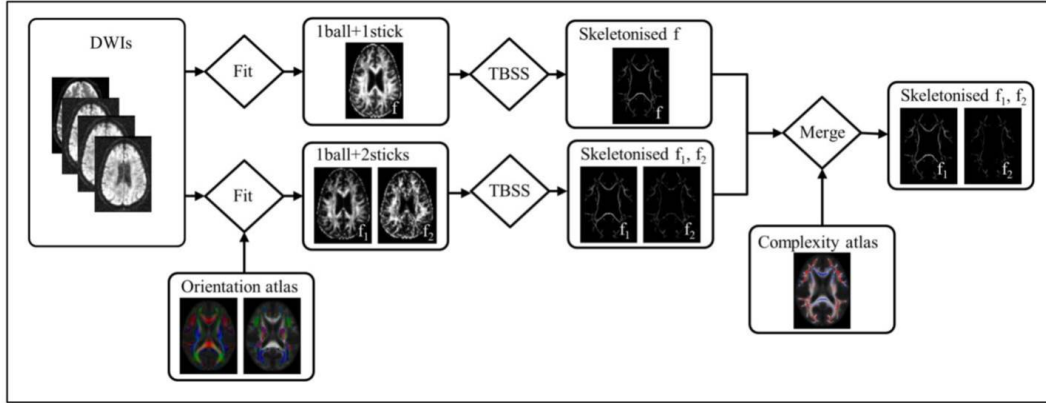 DWIs
Fit
1ball+1stick
f
TBSS
Skeletonised f
f
Fit
1ball+2sticks
f₁
f₂
TBSS
Skeletonised f₁, f₂
f₁
f₂
Merge
Skeletonised f₁, f₂
f₁
f₂
Orientation atlas
Complexity atlas